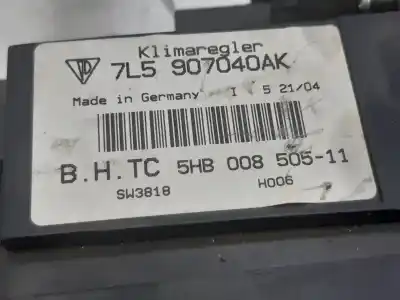 Klimaregler
7L5 907040AK
Made in Germany I 5 21/04
B.H.TC 5HB 008 505-11
SW3818 H006